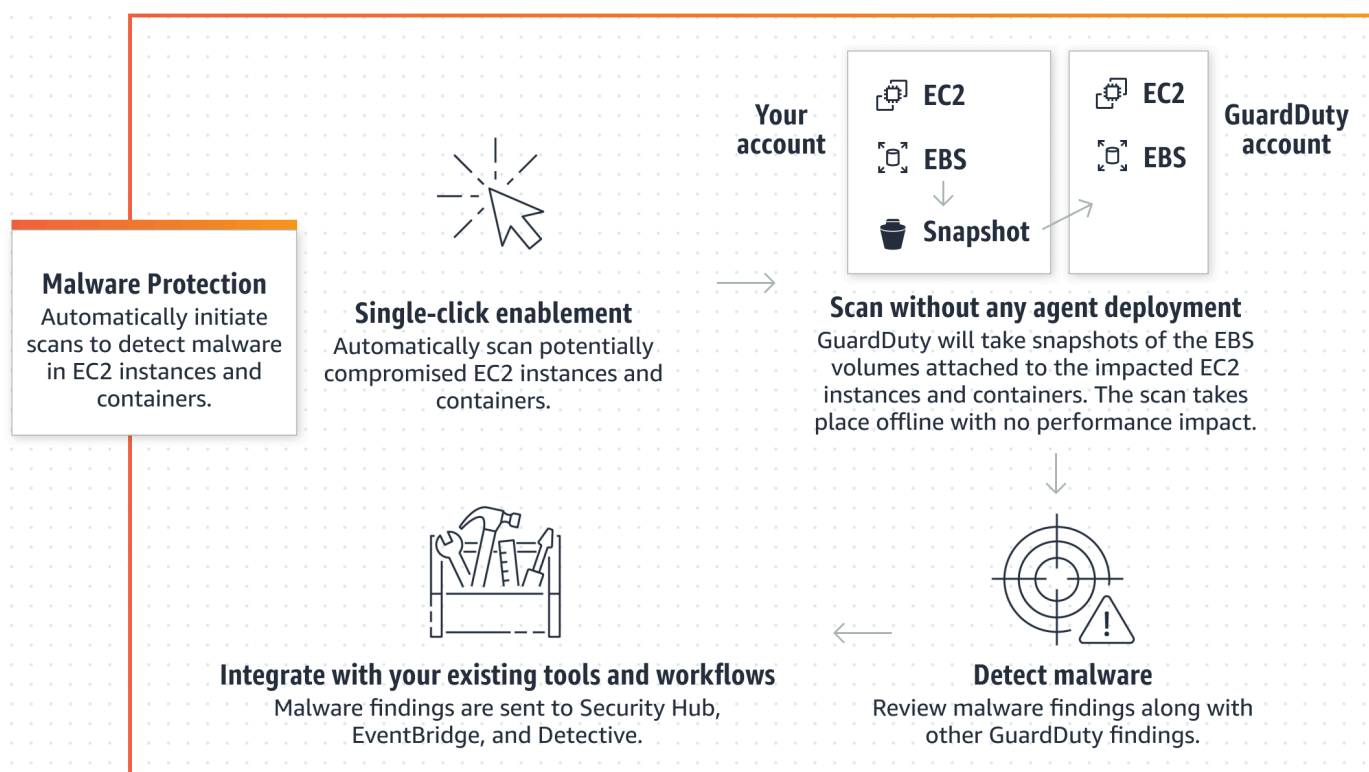 Malware Protection
Automatically initiate
scans to detect malware
in EC2 instances and
containers.
Single-click enablement
Automatically scan potentially
compromised EC2 instances and
containers.
Your
account
EC2
EBS
Snapshot
EC2
EBS
GuardDuty
account
Scan without any agent deployment
GuardDuty will take snapshots of the EBS
volumes attached to the impacted EC2
instances and containers. The scan takes
place offline with no performance impact.
Detect malware
Review malware findings along with
other GuardDuty findings.
Integrate with your existing tools and workflows
Malware findings are sent to Security Hub,
EventBridge, and Detective.